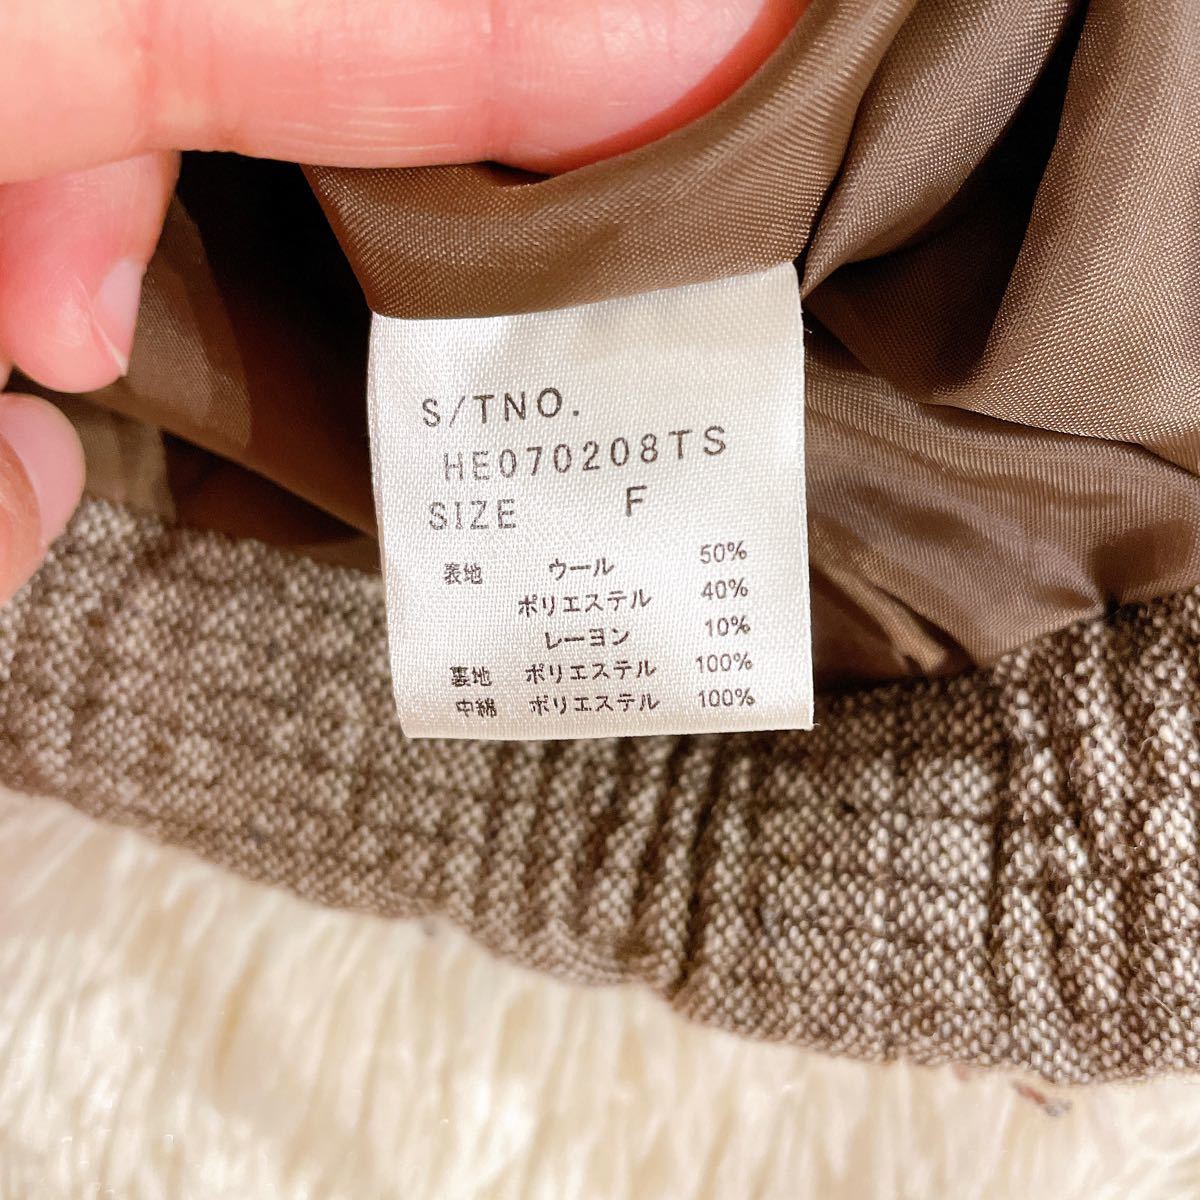 S/TNO.
HE070208TS
SIZE F
表地 ウール 50%
ポリエステル 40%
レーヨン 10%
裏地 ポリエステル 100%
中綿 ポリエステル 100%